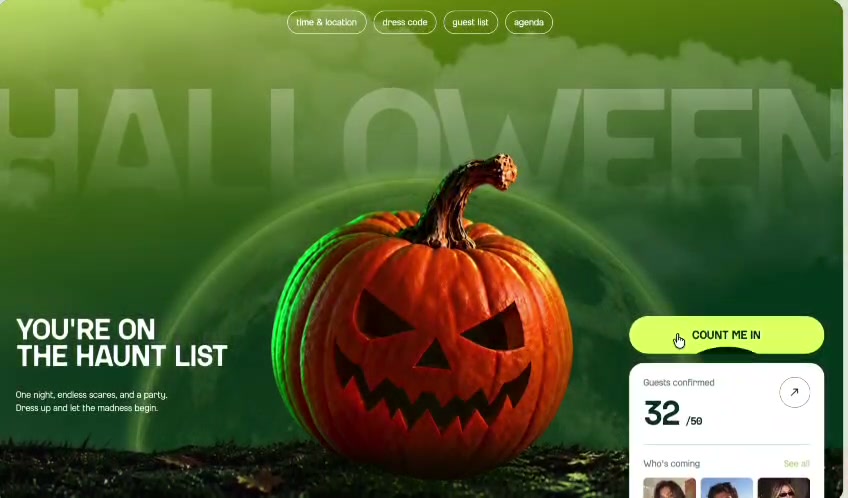 time & location
dress code
guest list
agenda
HALLOWEEN
YOU'RE ON
THE HAUNT LIST
One night, endless scares, and a party.
Dress up and let the madness begin.
COUNT ME IN
Guests confirmed
32 /50
Who's coming
See all